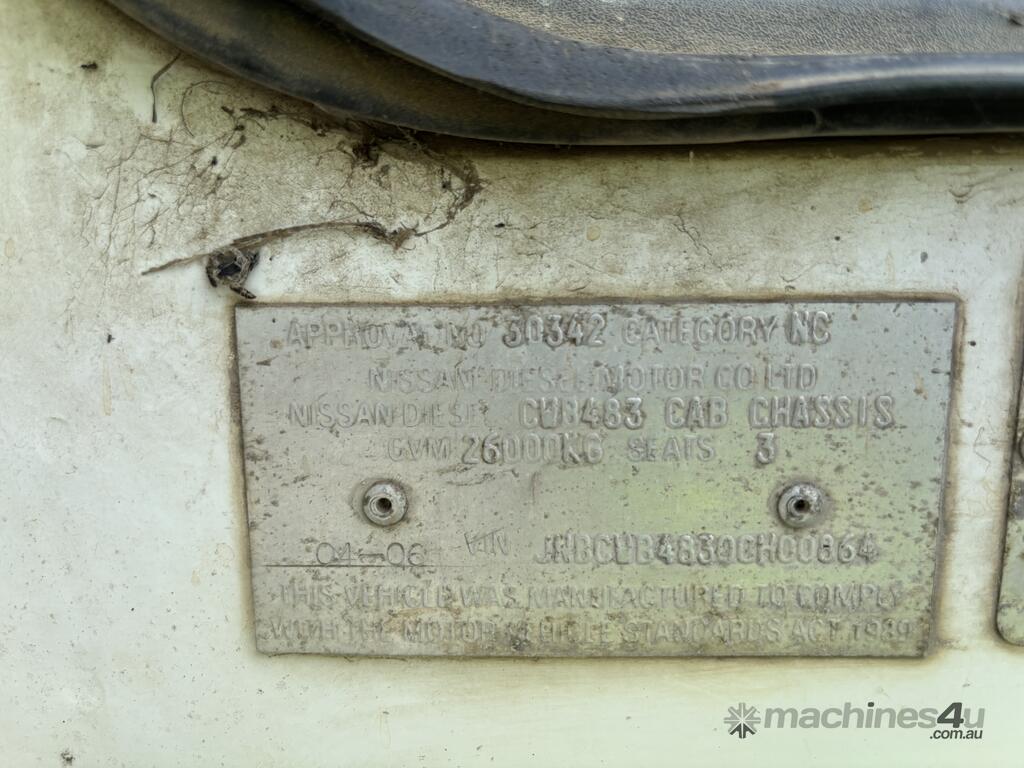 APPROVAL NO 30342 CATEGORY NC
NISSAN DIESEL MOTOR CO LTD
NISSAN DIESEL CWB483 CAB CHASSIS
GVM 26000KG SEATS 3
04-06 VIN
THIS VEHICLE WAS MANUFACTURED TO COMPLY
WITH THE MOTOR VEHICLE STANDARDS ACT 1989
machines4u
.com.au